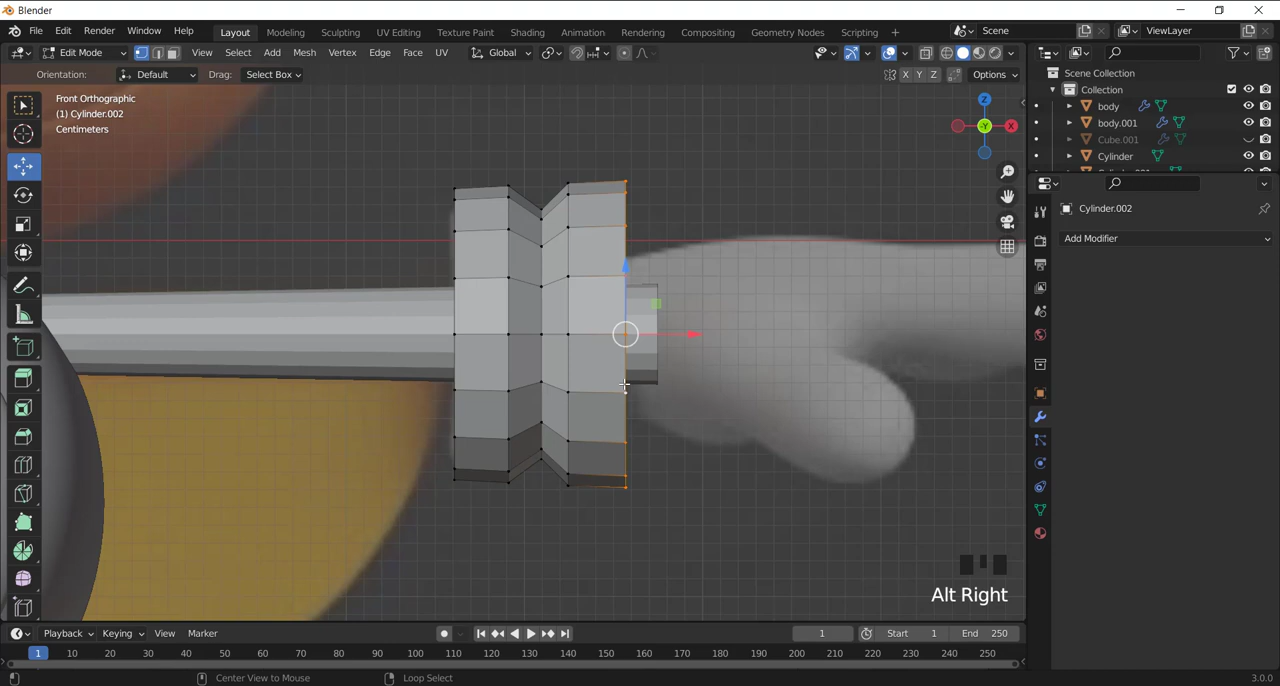 Blender
File Edit Render Window Help Layout Modeling Sculpting UV Editing Texture Paint Shading Animation Rendering Compositing Geometry Nodes Scripting + Scene ViewLayer
Edit Mode View Select Add Mesh Vertex Edge Face UV Global
Orientation: Default Drag: Select Box X Y Z Options
Scene Collection
Collection
body
body.001
Cube.001
Cylinder
Front Orthographic
(1) Cylinder.002
Centimeters
Z
-Y
X
Cylinder.002
Add Modifier
Alt Right
Playback Keying View Marker 1 Start 1 End 250
1 10 20 30 40 50 60 70 80 90 100 110 120 130 140 150 160 170 180 190 200 210 220 230 240 250
Center View to Mouse Loop Select 3.0.0